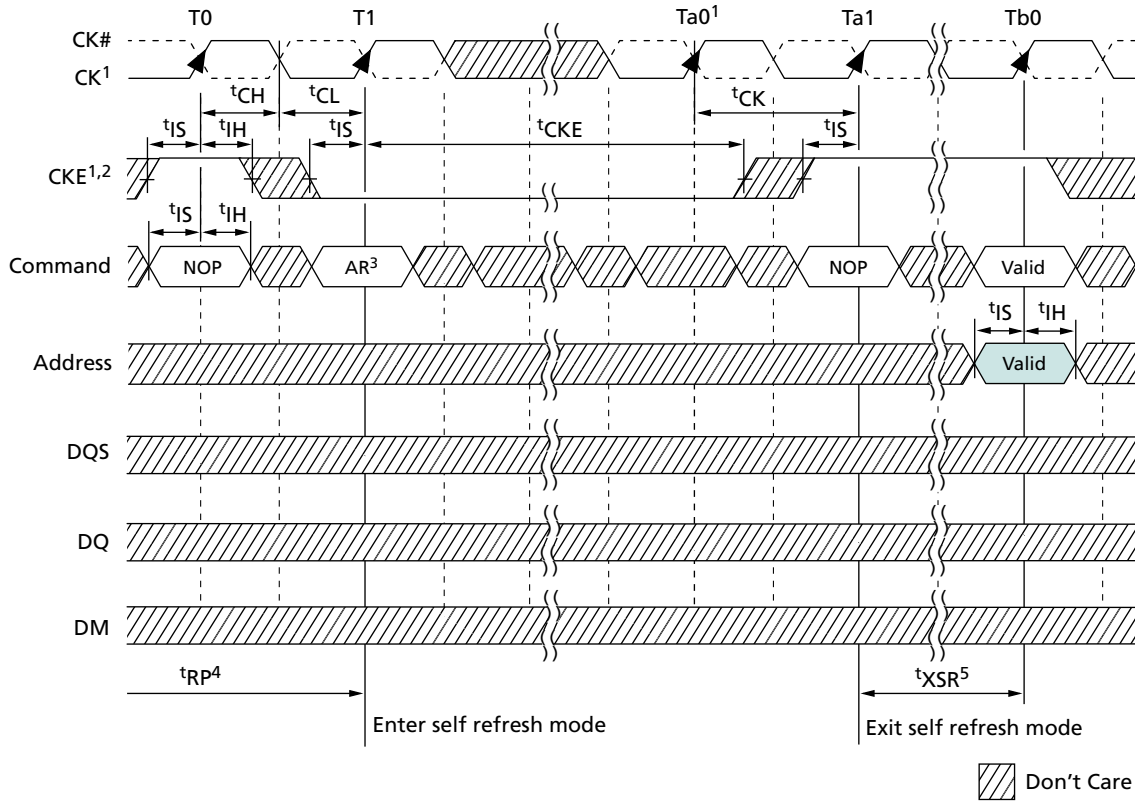 T0 T1 Ta0¹ Ta1 Tb0
CK#
CK¹
tCH tCL tCK
tIS tIH tIS tCKE tIS
CKE¹,²
tIS tIH
Command NOP AR³ NOP Valid
tIS tIH
Address Valid
DQS
DQ
DM
tRP⁴ tXSR⁵
Enter self refresh mode Exit self refresh mode
Don't Care